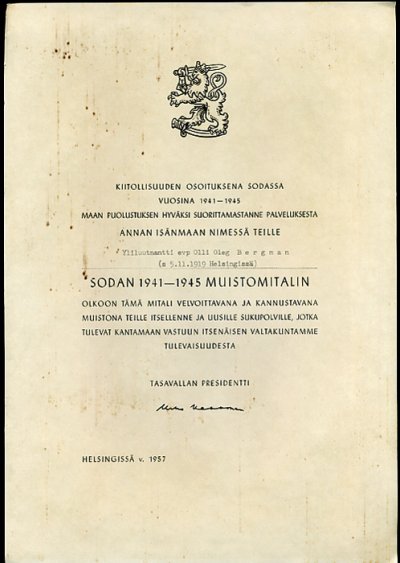 KIITOLLISUUDEN OSOITUKSENA SODASSA
VUOSINA 1941—1945
MAAN PUOLUSTUKSEN HYVÄKSI SUORITTAMASTANNE PALVELUKSESTA
ANNAN ISÄNMAAN NIMESSÄ TEILLE
Yliluutnantti evp Olli Oleg Bergman
(s 5.11.1919 Helsingissä)
SODAN 1941—1945 MUISTOMITALIN
OLKOON TÄMÄ MITALI VELVOITTAVANA JA KANNUSTAVANA
MUISTONA TEILLE ITSELLENNE JA UUSILLE SUKUPOLVILLE, JOTKA
TULEVAT KANTAMAAN VASTUUN ITSENÄISEN VALTAKUNTAMME
TULEVAISUUDESTA
TASAVALLAN PRESIDENTTI
HELSINGISSÄ v. 1957